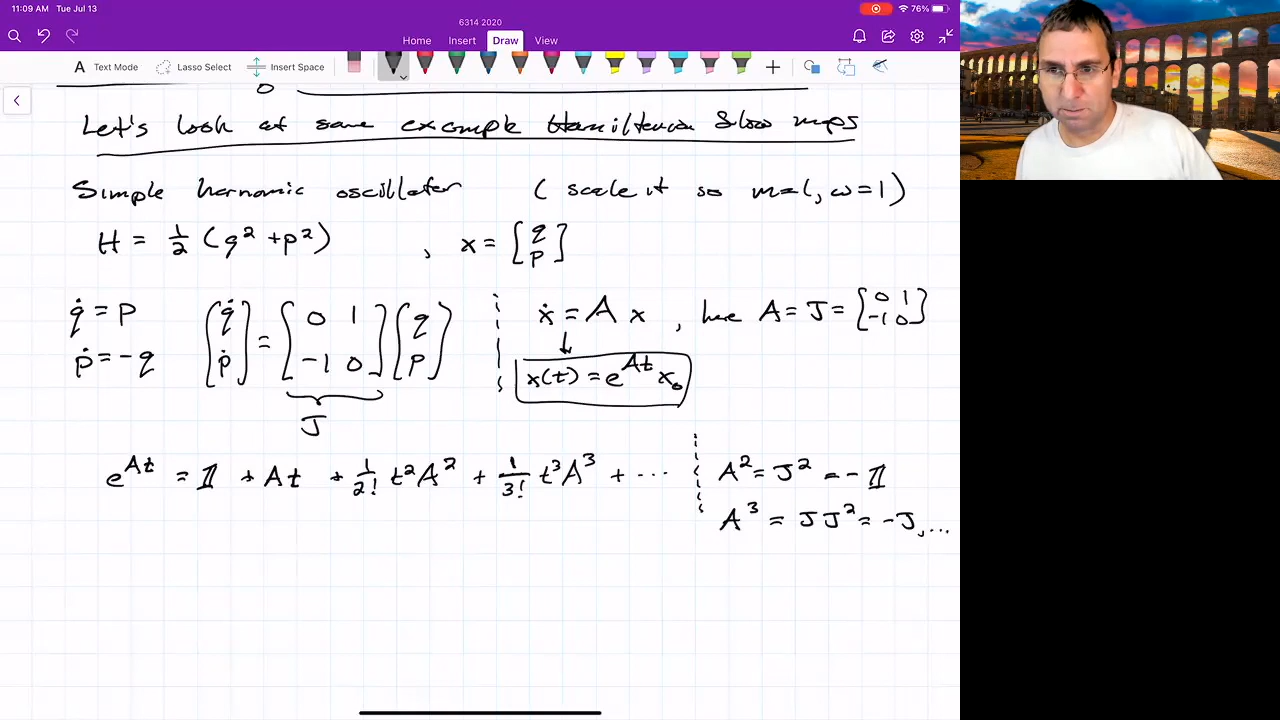 11:09 AM Tue Jul 13
76%
6314 2020
Home Insert Draw View
Text Mode Lasso Select Insert Space
Let's look at some example Hamiltonian flow maps
Simple harmonic oscillator (scale it so m=1, ω=1)
H = 1/2 (q² + p²) , x = [q p]
q̇ = p [q̇ ṗ] = [0 1 -1 0] [q p] ẋ = A x , here A = J = [0 1 -1 0]
ṗ = -q
x(t) = e^{At} x₀
J
e^{At} = 𝟙 + At + 1/2! t²A² + 1/3! t³A³ + ⋯ A² = J² = -𝟙
A³ = JJ² = -J, ...